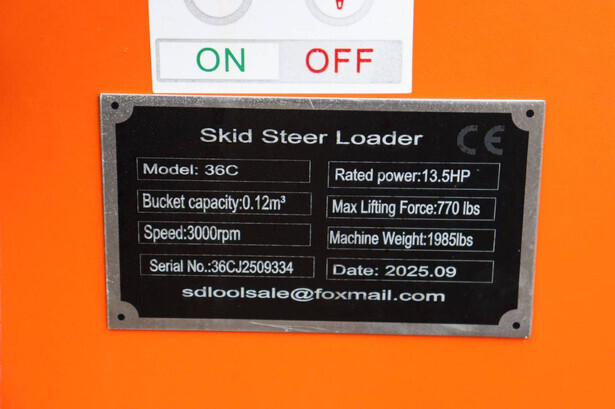 ON OFF
Skid Steer Loader CE
Model: 36C
Rated power:13.5HP
Bucket capacity:0.12m³
Max Lifting Force:770 lbs
Speed:3000rpm
Machine Weight:1985lbs
Serial No.:36CJ2509334
Date: 2025.09
sdloolsale@foxmail.com